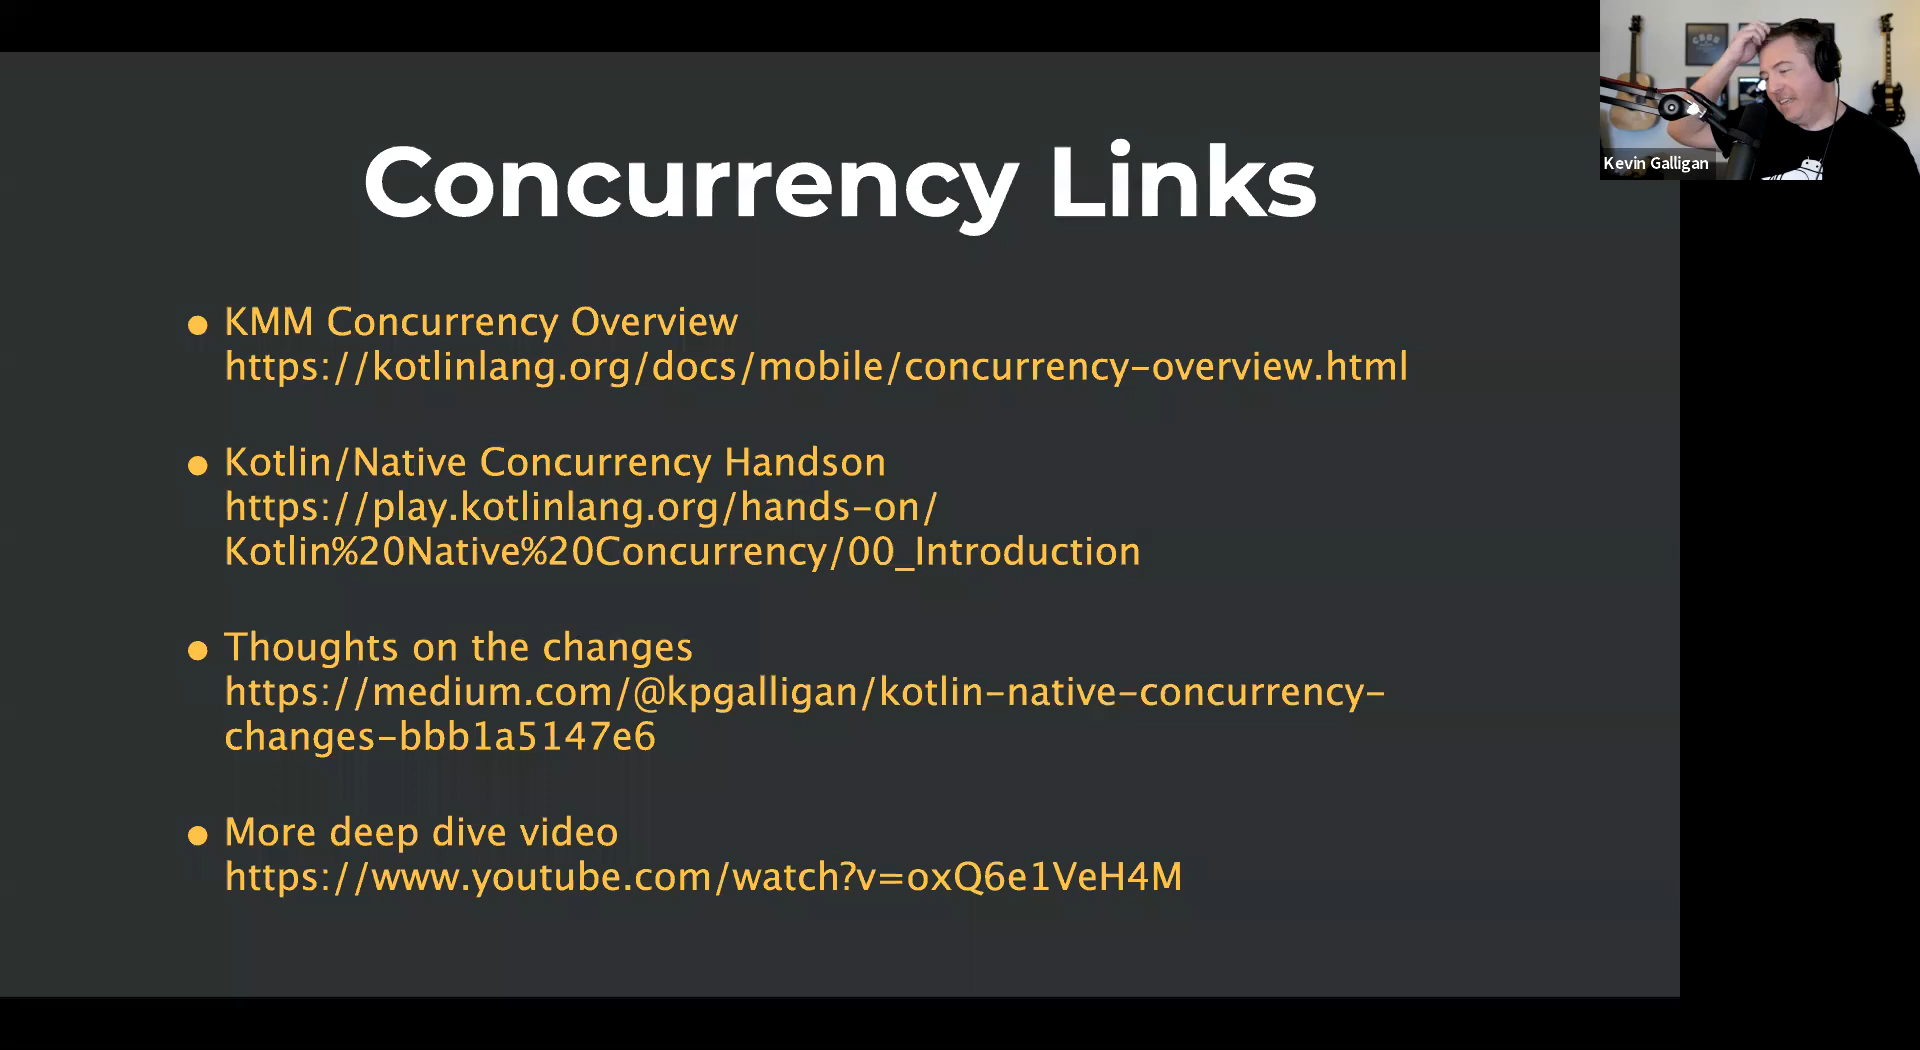 Concurrency Links
Kevin Galligan
• KMM Concurrency Overview
https://kotlinlang.org/docs/mobile/concurrency-overview.html
• Kotlin/Native Concurrency Handson
https://play.kotlinlang.org/hands-on/
Kotlin%20Native%20Concurrency/00_Introduction
• Thoughts on the changes
https://medium.com/@kpgalligan/kotlin-native-concurrency-
changes-bbb1a5147e6
• More deep dive video
https://www.youtube.com/watch?v=oxQ6e1VeH4M